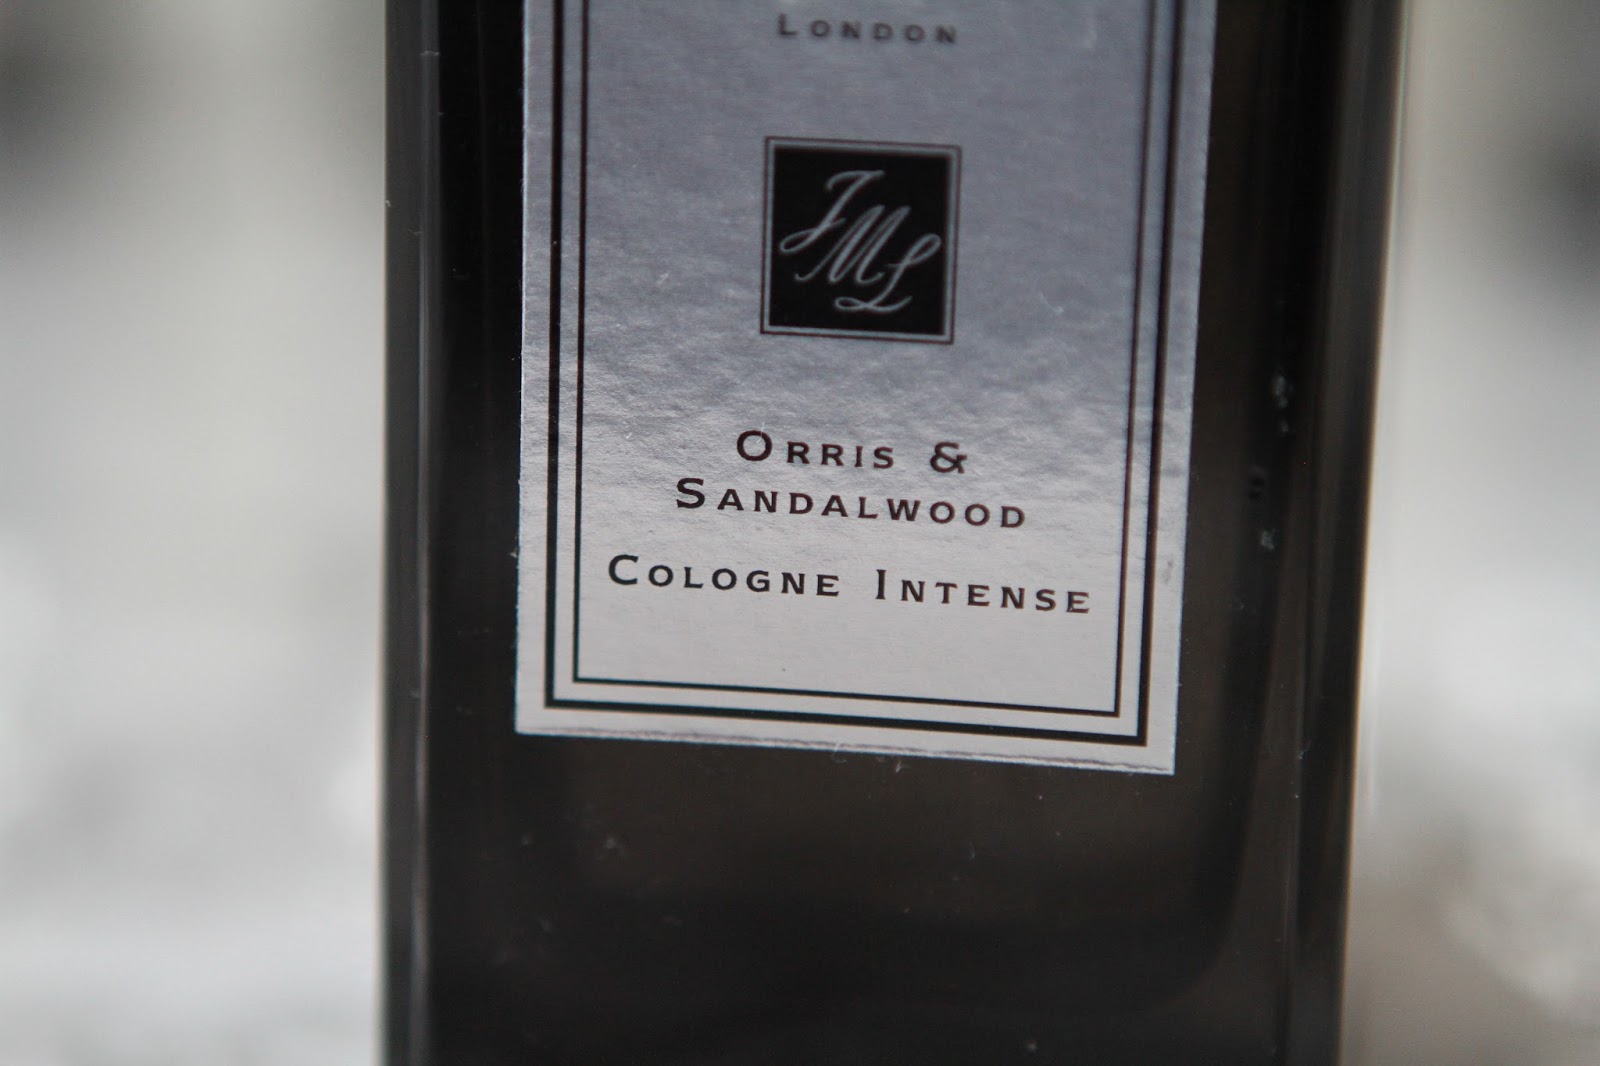 London
JML
Orris &
Sandalwood
Cologne Intense